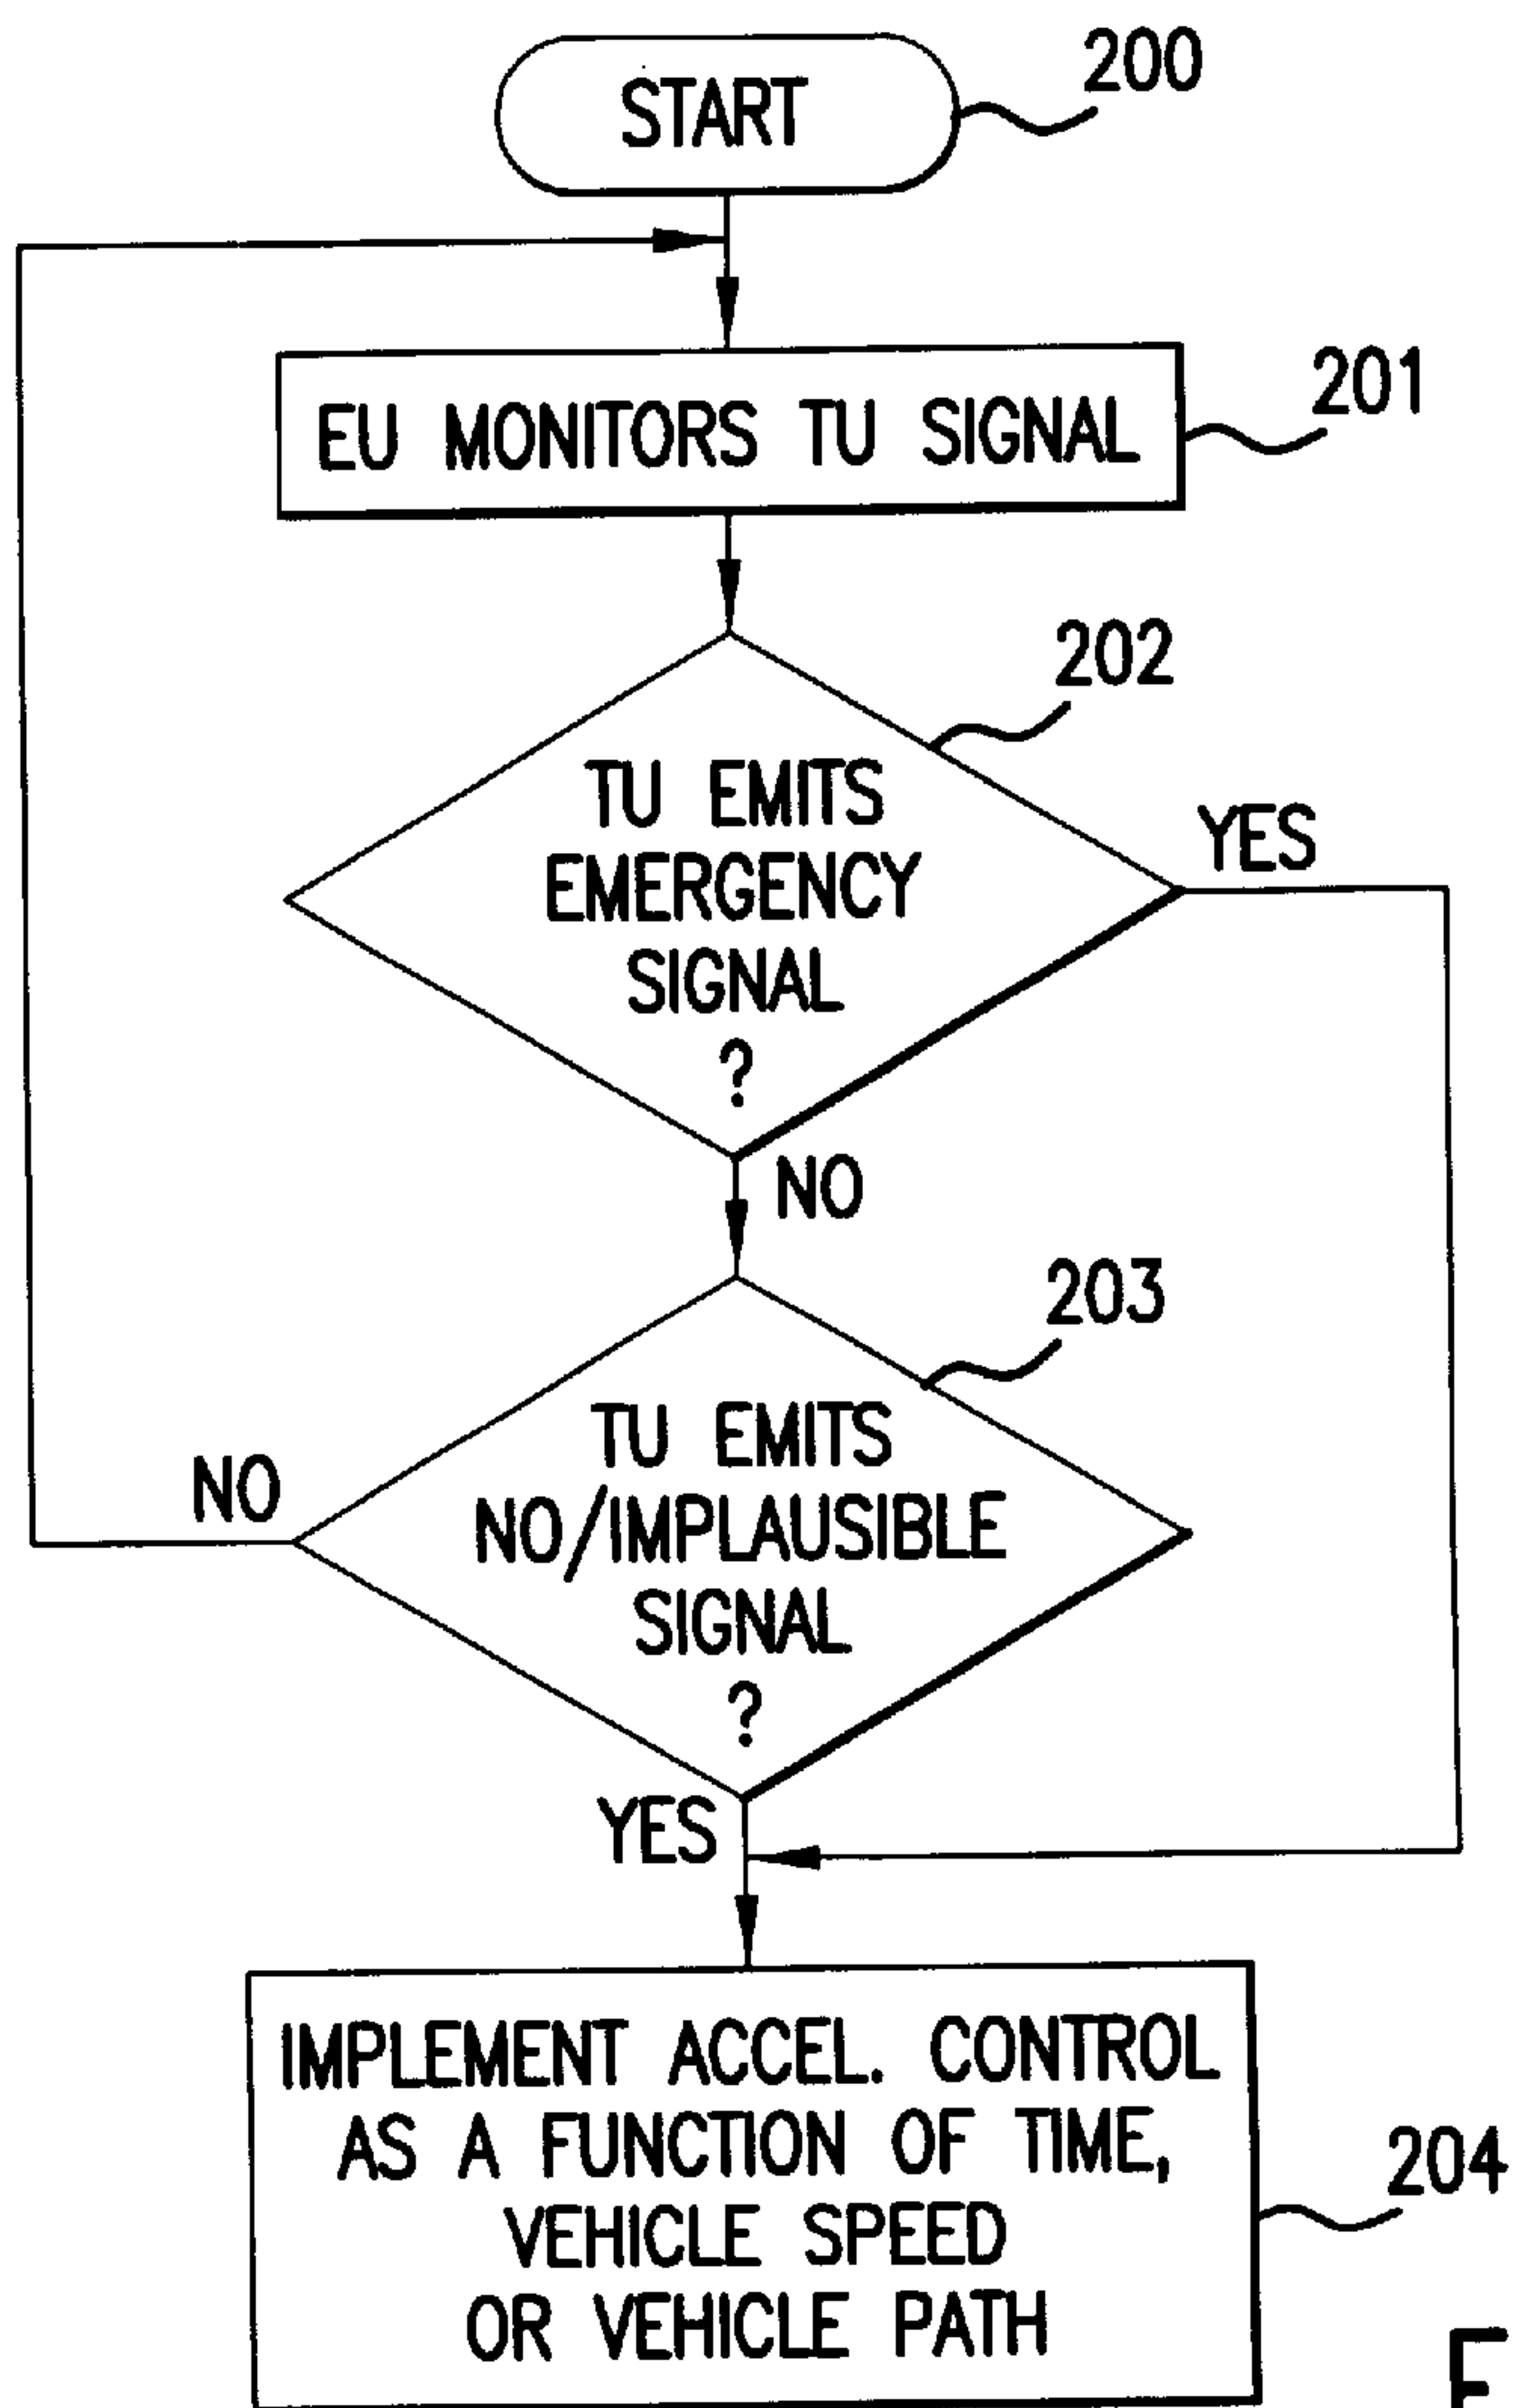 START
200
EU MONITORS TU SIGNAL
201
202
TU EMITS
EMERGENCY
SIGNAL
?
YES
NO
203
TU EMITS
NO/IMPLAUSIBLE
SIGNAL
?
NO
YES
IMPLEMENT ACCEL. CONTROL
AS A FUNCTION OF TIME,
VEHICLE SPEED
OR VEHICLE PATH
204